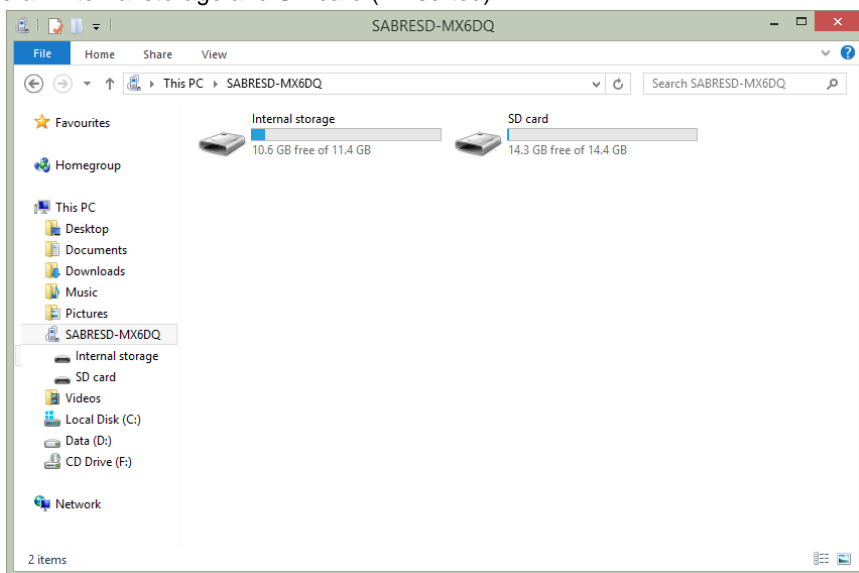 SABRESD-MX6DQ
File Home Share View
This PC SABRESD-MX6DQ Search SABRESD-MX6DQ
Favourites
Homegroup
This PC
Desktop
Documents
Downloads
Music
Pictures
SABRESD-MX6DQ
Internal storage
SD card
Videos
Local Disk (C:)
Data (D:)
CD Drive (F:)
Network
Internal storage
10.6 GB free of 11.4 GB
SD card
14.3 GB free of 14.4 GB
2 items